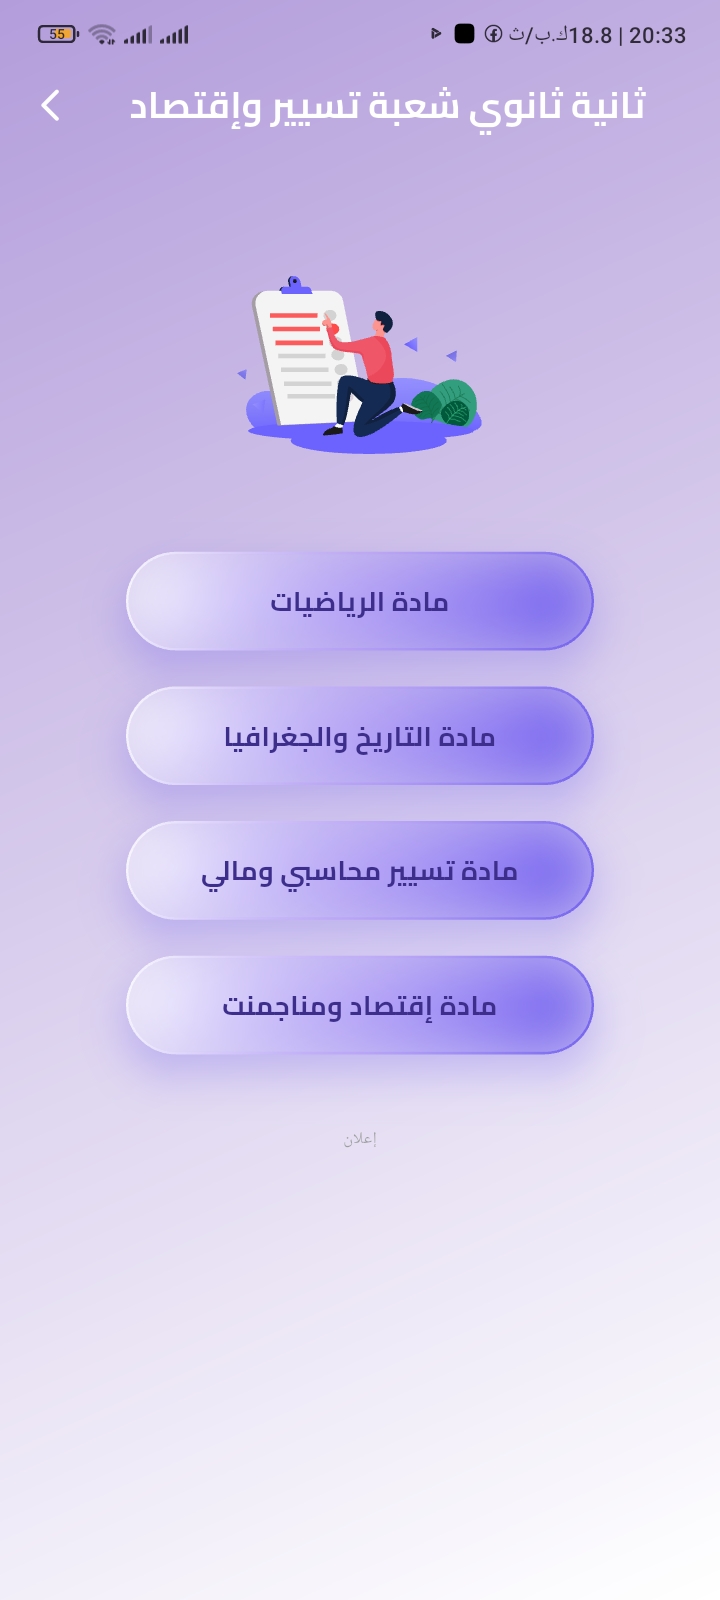 20:33 | 18.8ك.ب/ث
55
ثانية ثانوي شعبة تسيير وإقتصاد
مادة الرياضيات
مادة التاريخ والجغرافيا
مادة تسيير محاسبي ومالي
مادة إقتصاد ومناجمنت
إعلان